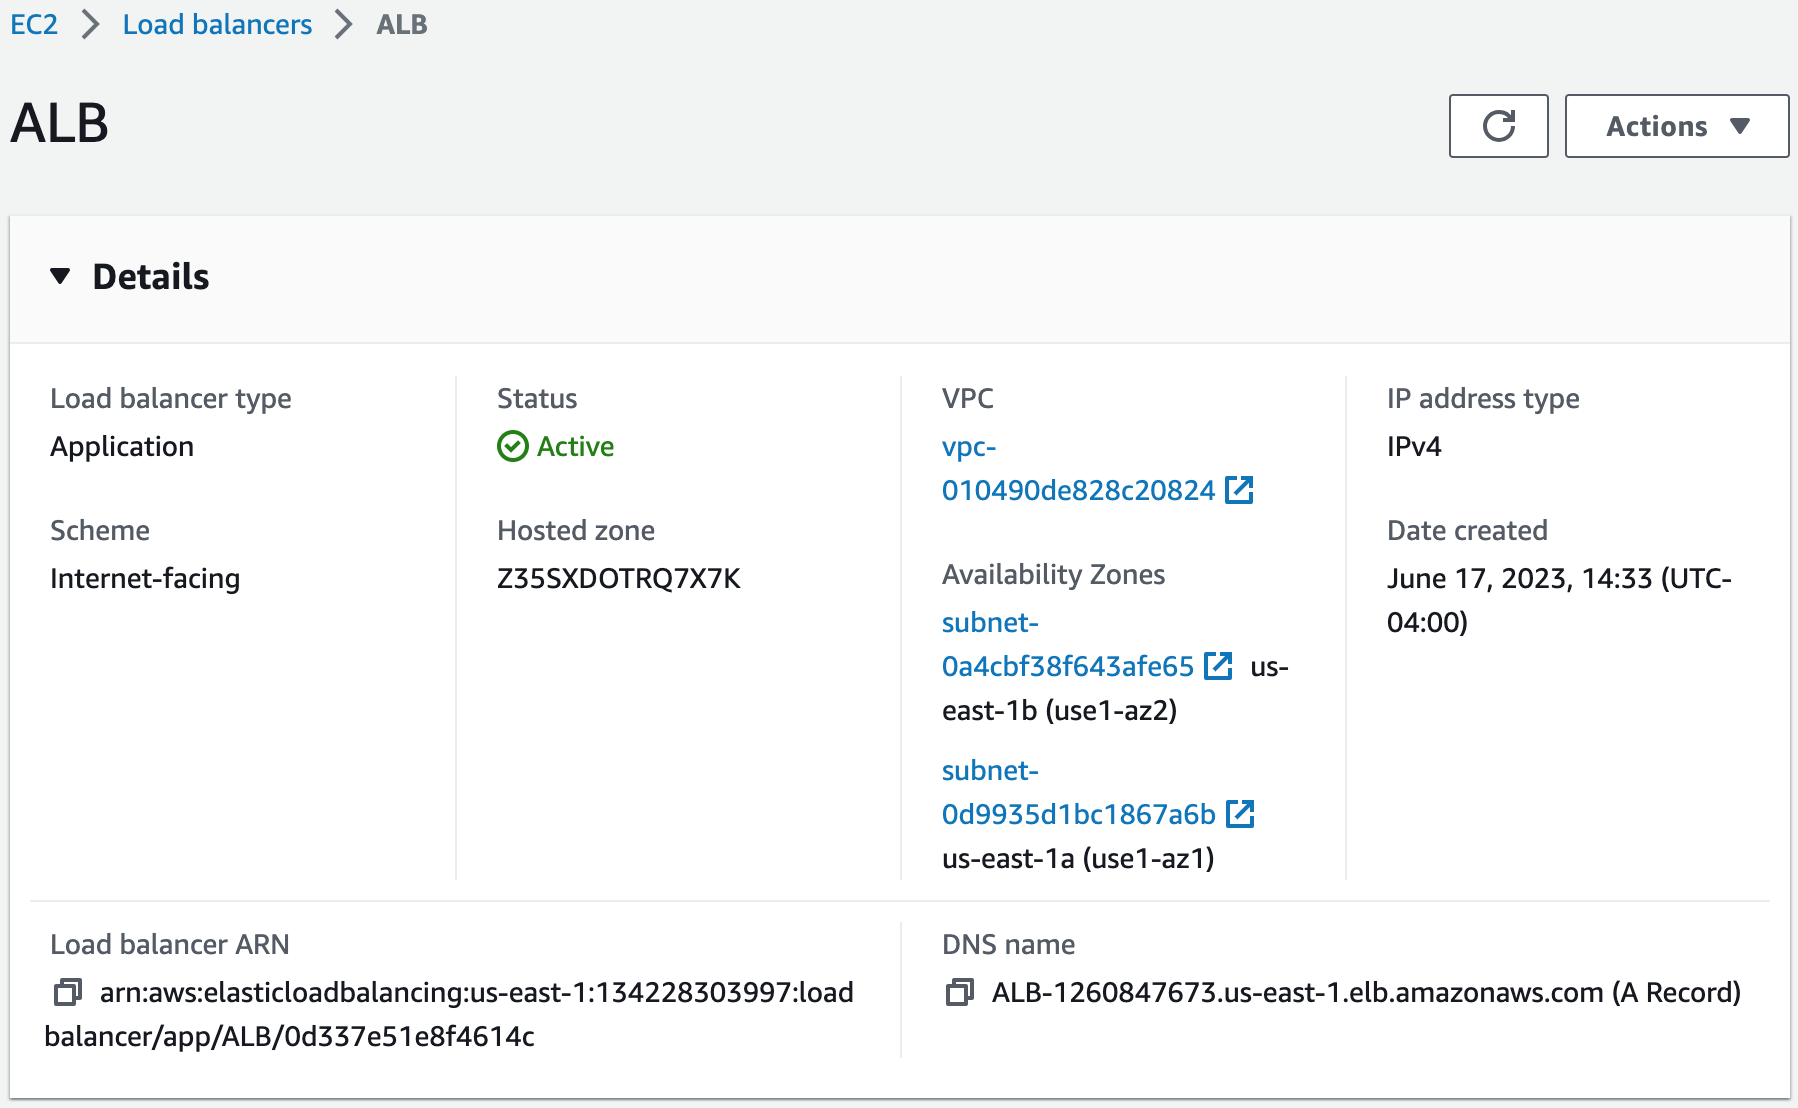 EC2 > Load balancers > ALB
ALB
Actions
Details
Load balancer type
Application
Scheme
Internet-facing
Status
Active
Hosted zone
Z35SXDOTRQ7X7K
VPC
vpc-
010490de828c20824
Availability Zones
subnet-
0a4cbf38f643afe65 us-
east-1b (use1-az2)
subnet-
0d9935d1bc1867a6b
us-east-1a (use1-az1)
IP address type
IPv4
Date created
June 17, 2023, 14:33 (UTC-
04:00)
Load balancer ARN
arn:aws:elasticloadbalancing:us-east-1:134228303997:load
balancer/app/ALB/0d337e51e8f4614c
DNS name
ALB-1260847673.us-east-1.elb.amazonaws.com (A Record)